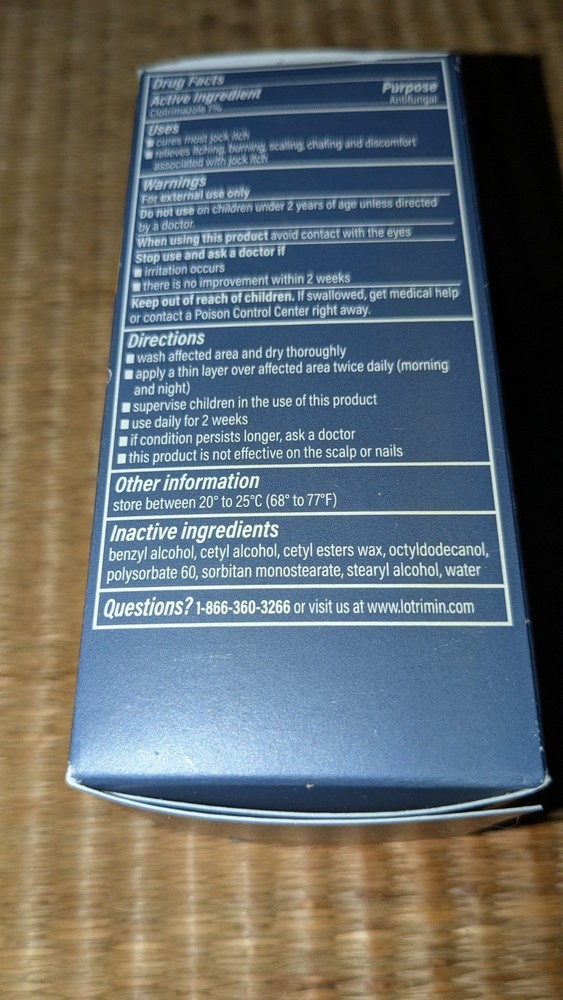 Drug Facts
Active ingredient Purpose
Clotrimazole 1% Antifungal
Uses
■ cures most jock itch
■ relieves itching, burning, scaling, chafing and discomfort
associated with jock itch
Warnings
For external use only
Do not use on children under 2 years of age unless directed
by a doctor.
When using this product avoid contact with the eyes
Stop use and ask a doctor if
■ irritation occurs
■ there is no improvement within 2 weeks
Keep out of reach of children. If swallowed, get medical help
or contact a Poison Control Center right away.
Directions
■ wash affected area and dry thoroughly
■ apply a thin layer over affected area twice daily (morning
and night)
■ supervise children in the use of this product
■ use daily for 2 weeks
■ if condition persists longer, ask a doctor
■ this product is not effective on the scalp or nails
Other information
store between 20° to 25°C (68° to 77°F)
Inactive ingredients
benzyl alcohol, cetyl alcohol, cetyl esters wax, octyldodecanol,
polysorbate 60, sorbitan monostearate, stearyl alcohol, water
Questions? 1-866-360-3266 or visit us at www.lotrimin.com